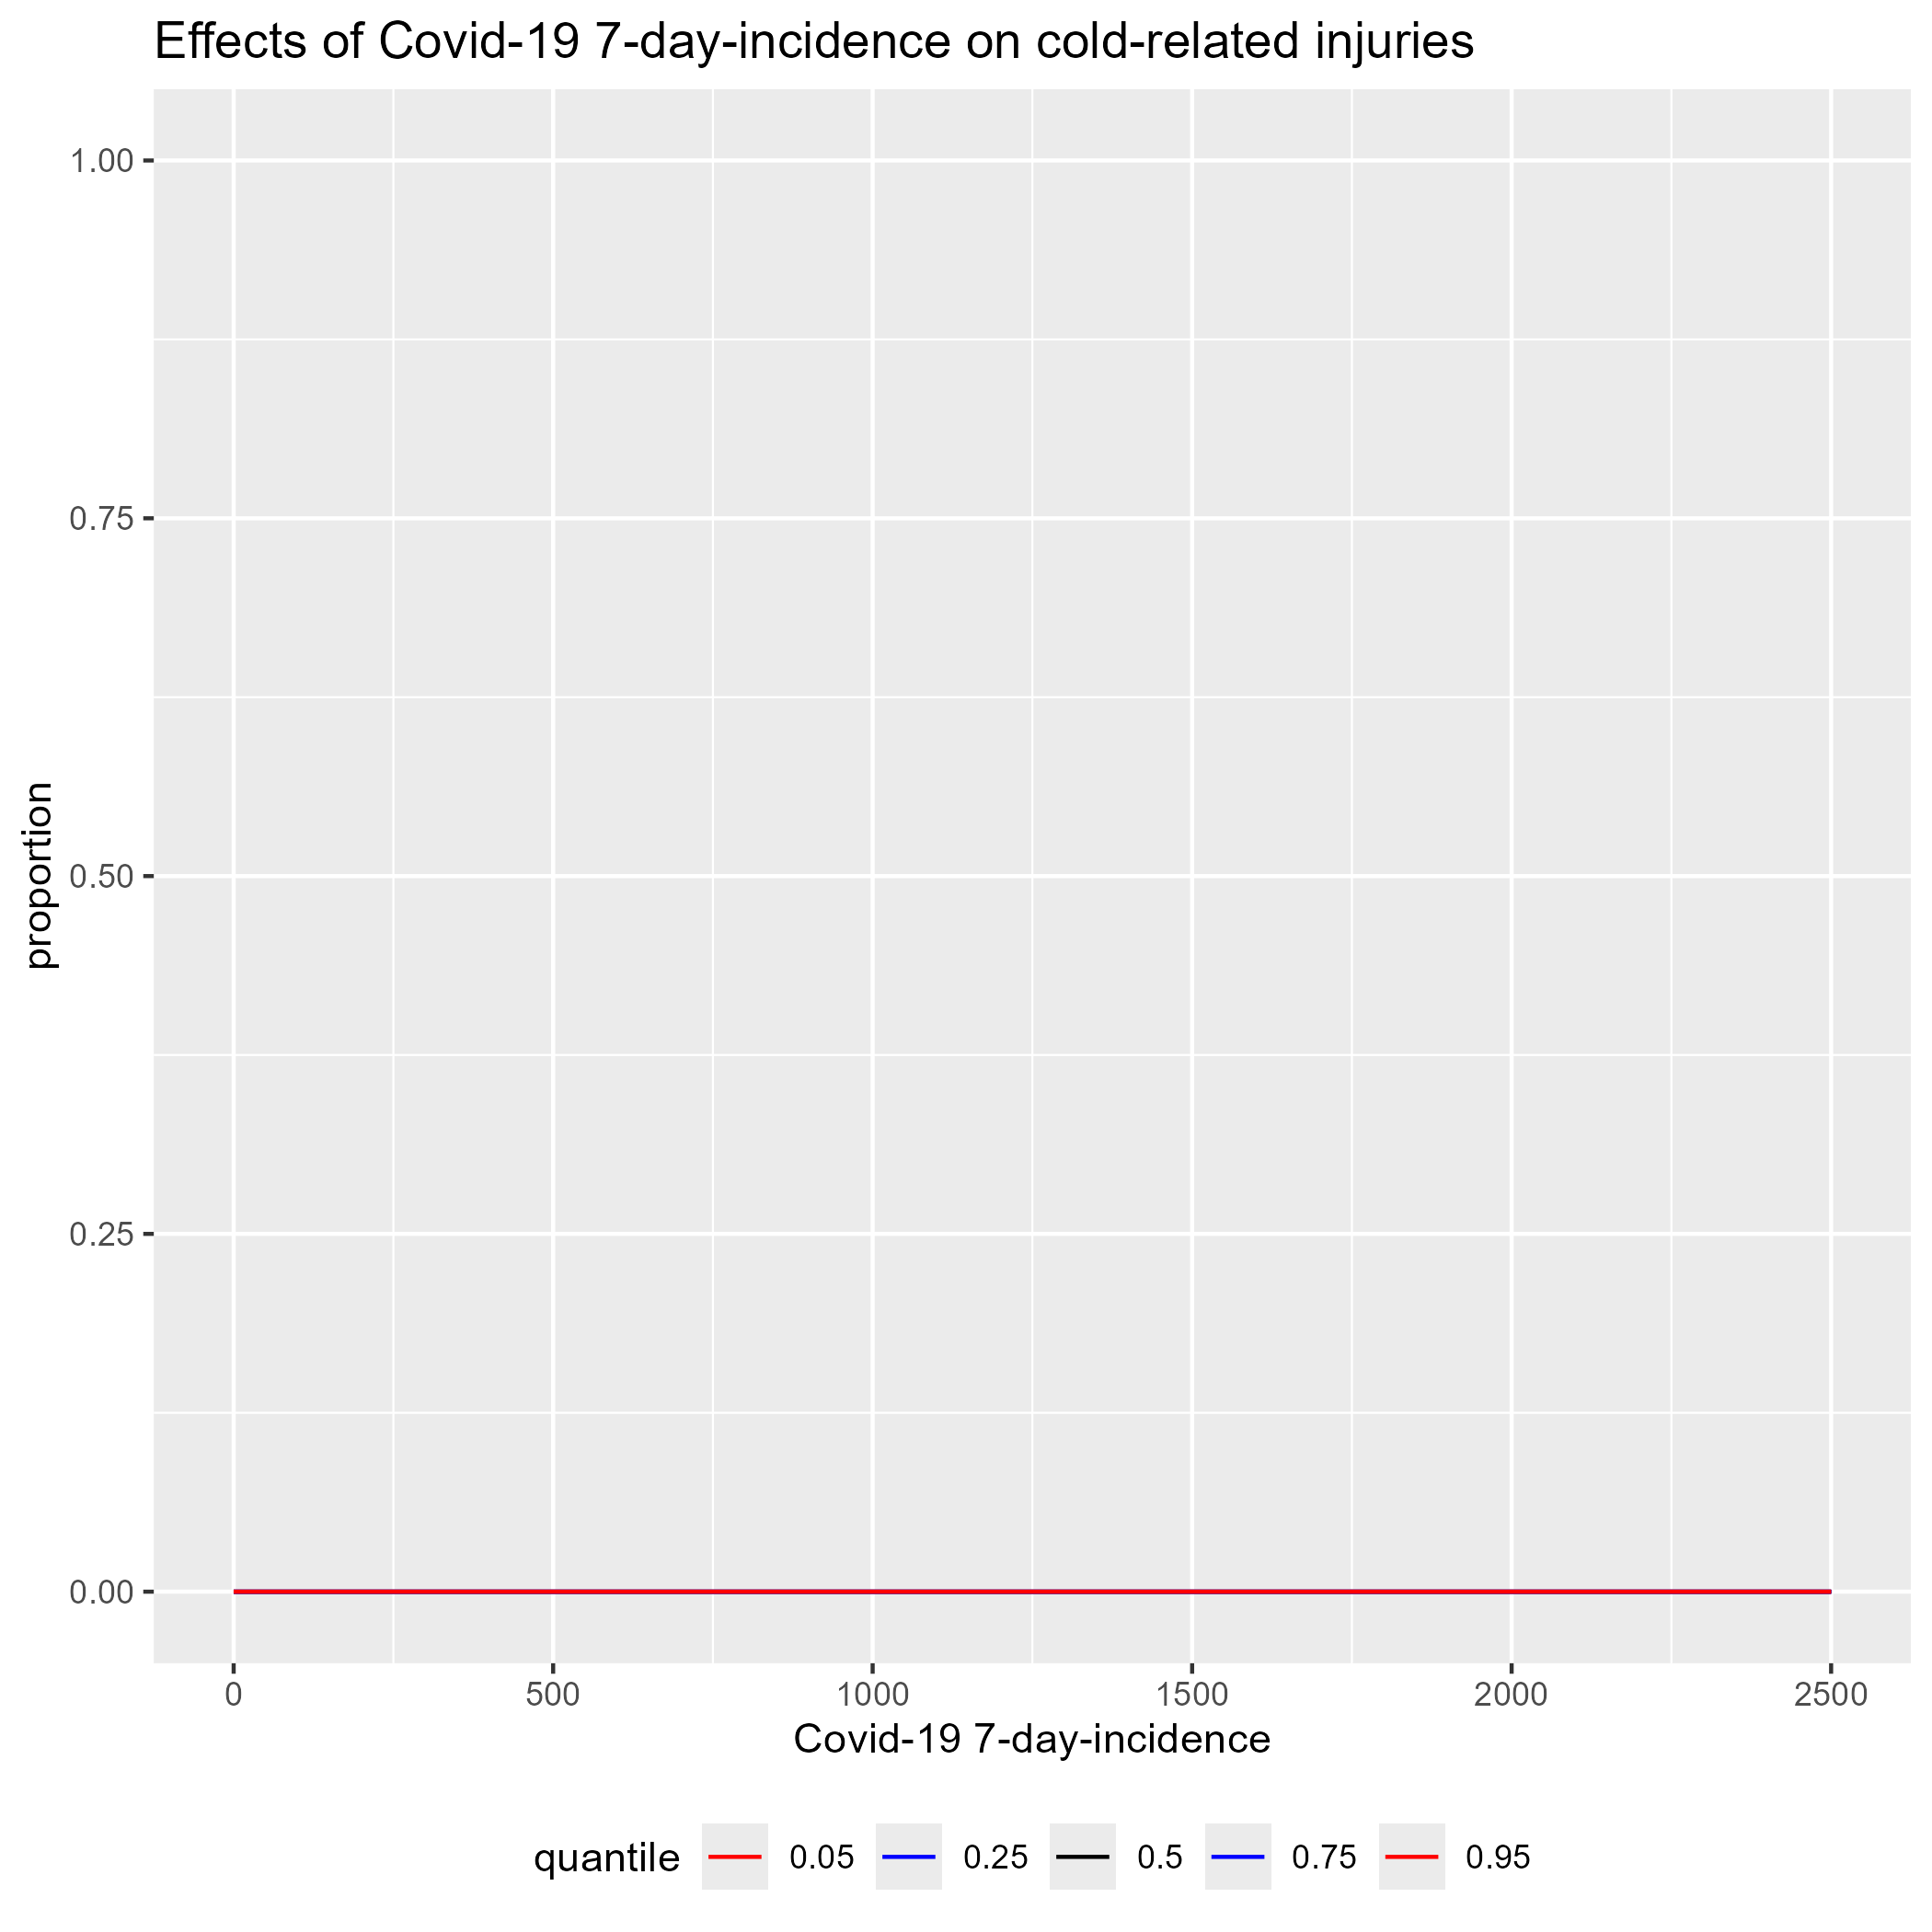 Effects of Covid-19 7-day-incidence on cold-related injuries
1.00
0.75
0.50
0.25
0.00
proportion
0 500 1000 1500 2000 2500
Covid-19 7-day-incidence
quantile 0.05 0.25 0.5 0.75 0.95